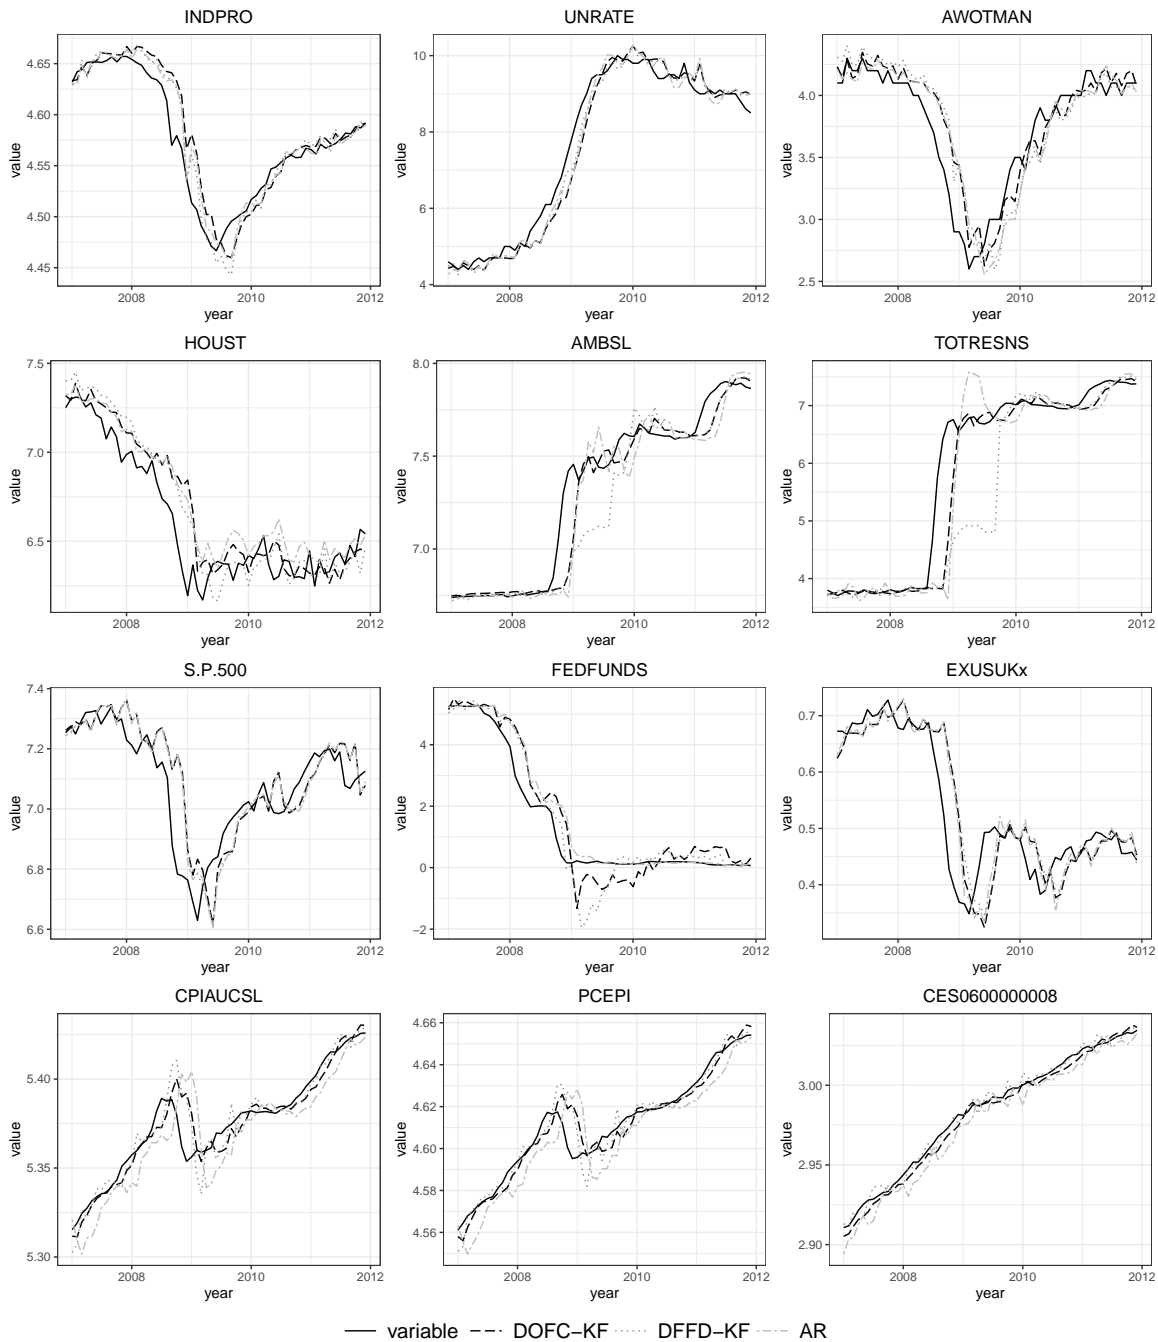 INDPRO UNRATE AWOTMAN
value
4.65
4.60
4.55
4.50
4.45
2008 2010 2012
year
value
10
8
6
4
2008 2010 2012
year
value
4.0
3.5
3.0
2.5
2008 2010 2012
year
HOUST AMBSL TOTRESNS
value
7.5
7.0
6.5
2008 2010 2012
year
value
8.0
7.5
7.0
2008 2010 2012
year
value
7
6
5
4
2008 2010 2012
year
S.P.500 FEDFUNDS EXUSUKx
value
7.4
7.2
7.0
6.8
6.6
2008 2010 2012
year
value
4
2
0
−2
2008 2010 2012
year
value
0.7
0.6
0.5
0.4
2008 2010 2012
year
CPIAUCSL PCEPI CES0600000008
value
5.40
5.35
5.30
2008 2010 2012
year
value
4.66
4.64
4.62
4.60
4.58
4.56
2008 2010 2012
year
value
3.00
2.95
2.90
2008 2010 2012
year
variable DOFC−KF DFFD−KF AR